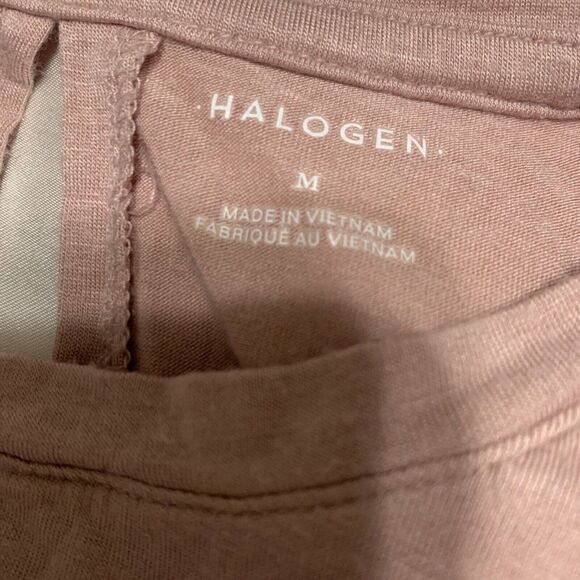 ·HALOGEN·
M
MADE IN VIETNAM
FABRIQUÉ AU VIETNAM